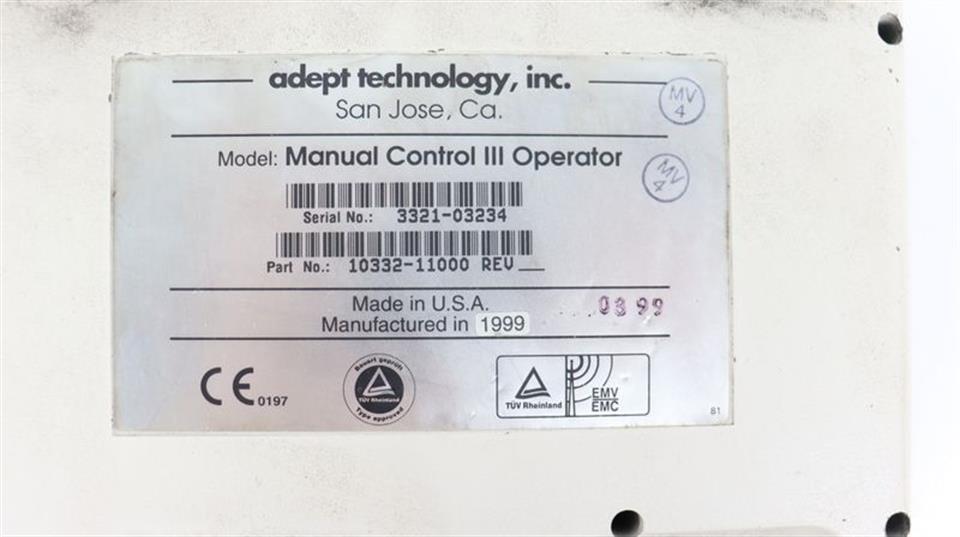 adept technology, inc.
San Jose, Ca.
MV
4
Model: Manual Control III Operator
MV
4
Serial No.: 3321-03234
Part No.: 10332-11000 REV __
Made in U.S.A.
0399
Manufactured in 1999
CE 0197
Bauart geprüft
TÜV Rheinland
Type approved
TÜV Rheinland
EMV
EMC
81